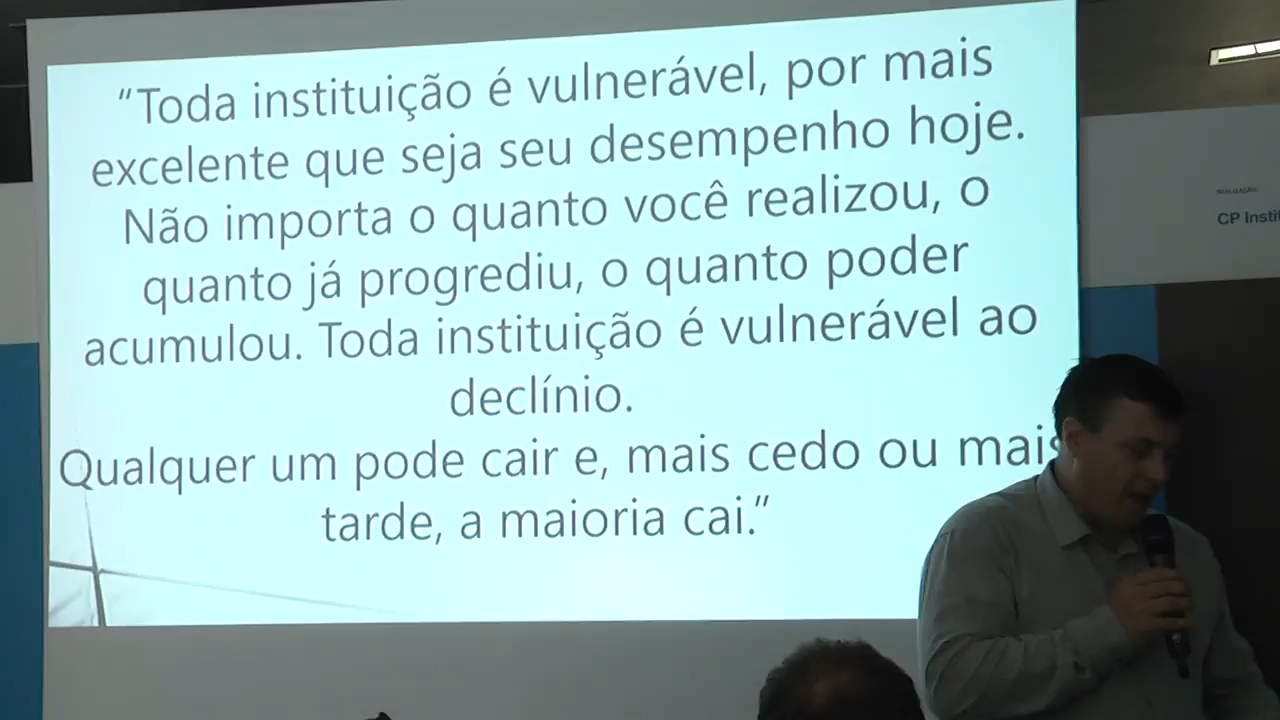 “Toda instituição é vulnerável, por mais
excelente que seja seu desempenho hoje.
Não importa o quanto você realizou, o
quanto já progrediu, o quanto poder
acumulou. Toda instituição é vulnerável ao
declínio.
Qualquer um pode cair e, mais cedo ou mais
tarde, a maioria cai.”
REALIZAÇÃO
CP Insti